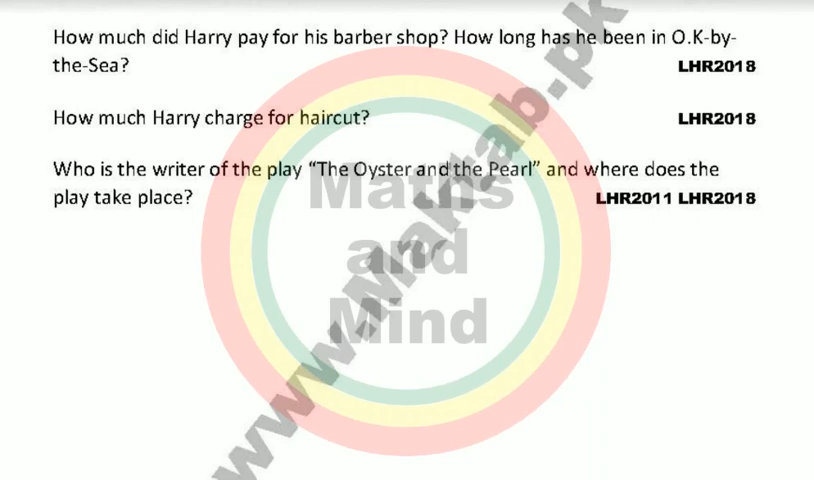 How much did Harry pay for his barber shop? How long has he been in O.K-by-
the-Sea? LHR2018
How much Harry charge for haircut? LHR2018
Who is the writer of the play “The Oyster and the Pearl” and where does the
play take place? LHR2011 LHR2018
Maths
and
Mind
www.Maktab.pk